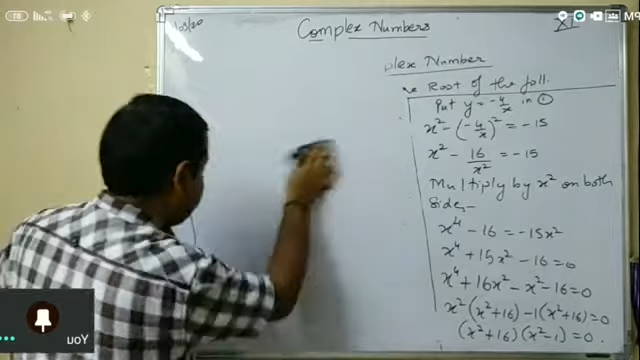 Complex Numbers
XI
plex Number
Root of the foll.
Put y = -4/x in ①
x² - (-4/x)² = -15
x² - 16/x² = -15
Multiply by x² on both
Side,-
x⁴ - 16 = -15x²
x⁴ + 15x² - 16 = 0
x⁴ + 16x² - x² - 16 = 0
x² (x² + 16) - 1(x² + 16) = 0
(x² + 16) (x² - 1) = 0
You